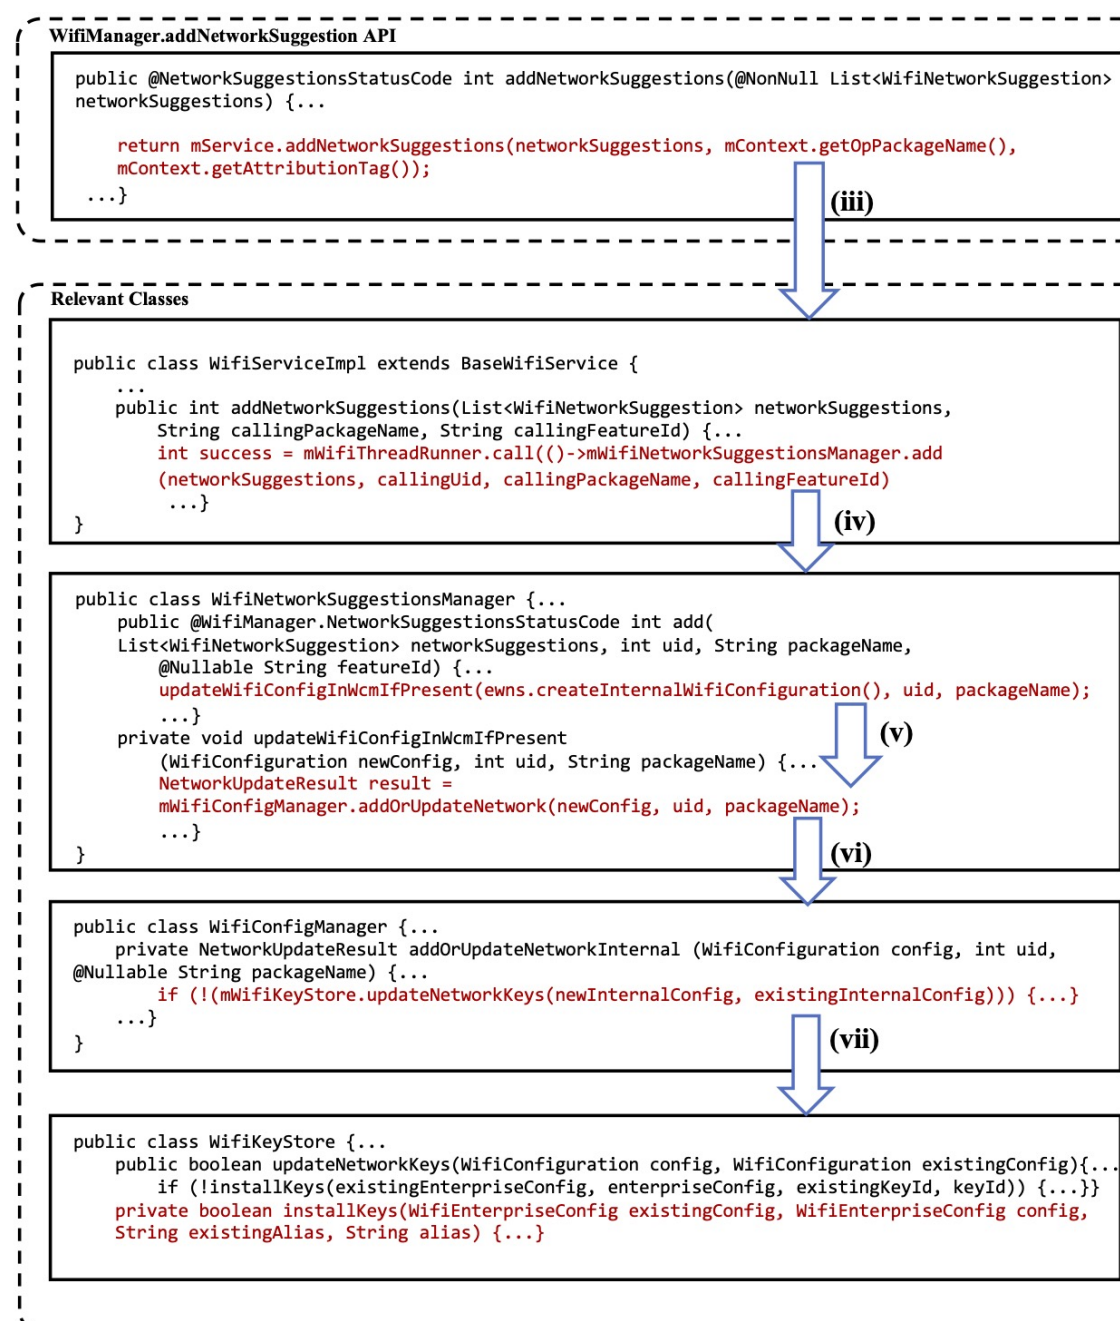 WifiManager.addNetworkSuggestion API
public @NetworkSuggestionsStatusCode int addNetworkSuggestions(@NonNull List<WifiNetworkSuggestion>
networkSuggestions) {...
return mService.addNetworkSuggestions(networkSuggestions, mContext.getOpPackageName(),
mContext.getAttributionTag());
...}
(iii)
Relevant Classes
public class WifiServiceImpl extends BaseWifiService {
...
public int addNetworkSuggestions(List<WifiNetworkSuggestion> networkSuggestions,
String callingPackageName, String callingFeatureId) {...
int success = mWifiThreadRunner.call(()->mWifiNetworkSuggestionsManager.add
(networkSuggestions, callingUid, callingPackageName, callingFeatureId)
...}
}
(iv)
public class WifiNetworkSuggestionsManager {...
public @WifiManager.NetworkSuggestionsStatusCode int add(
List<WifiNetworkSuggestion> networkSuggestions, int uid, String packageName,
@Nullable String featureId) {...
updateWifiConfigInWcmIfPresent(ewns.createInternalWifiConfiguration(), uid, packageName);
...}
(v)
private void updateWifiConfigInWcmIfPresent
(WifiConfiguration newConfig, int uid, String packageName) {...
NetworkUpdateResult result =
mWifiConfigManager.addOrUpdateNetwork(newConfig, uid, packageName);
...}
}
(vi)
public class WifiConfigManager {...
private NetworkUpdateResult addOrUpdateNetworkInternal (WifiConfiguration config, int uid,
@Nullable String packageName) {...
if (!(mWifiKeyStore.updateNetworkKeys(newInternalConfig, existingInternalConfig))) {...}
...}
}
(vii)
public class WifiKeyStore {...
public boolean updateNetworkKeys(WifiConfiguration config, WifiConfiguration existingConfig){...
if (!installKeys(existingEnterpriseConfig, enterpriseConfig, existingKeyId, keyId)) {...}}
private boolean installKeys(WifiEnterpriseConfig existingConfig, WifiEnterpriseConfig config,
String existingAlias, String alias) {...}